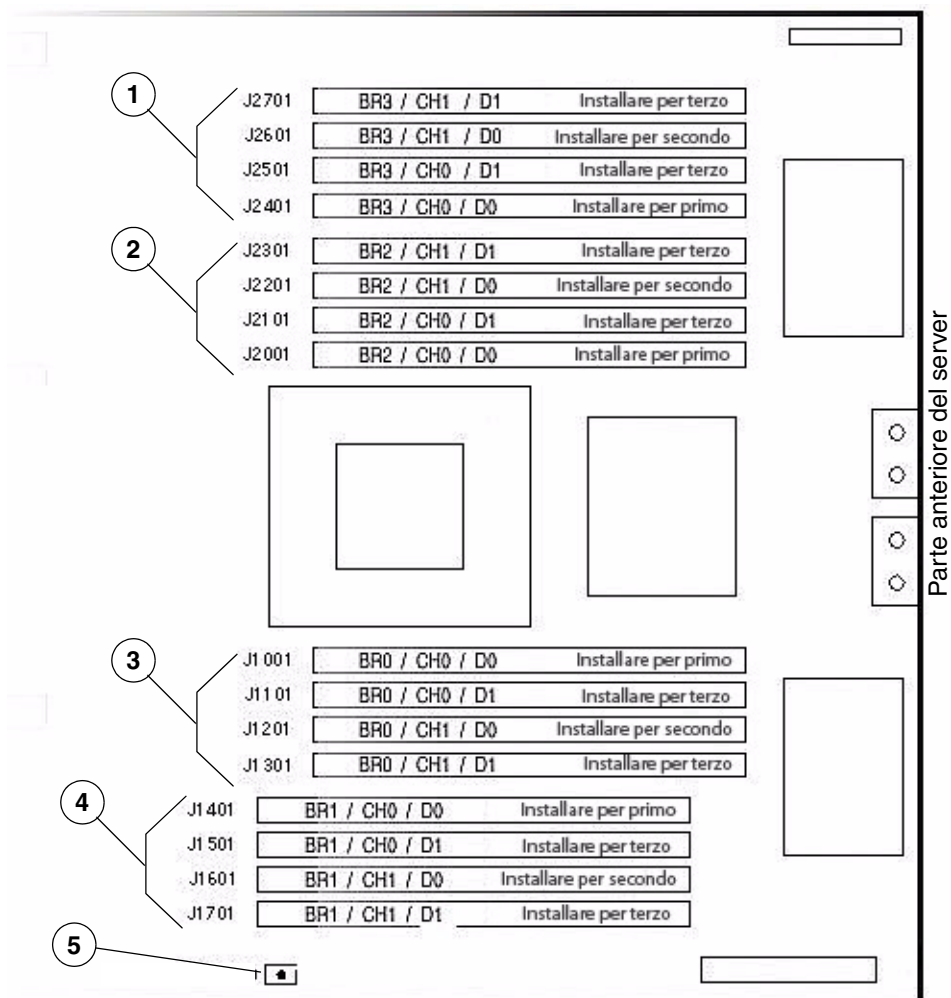 1
J2701 BR3 / CH1 / D1 Installare per terzo
J2601 BR3 / CH1 / D0 Installare per secondo
J2501 BR3 / CH0 / D1 Installare per terzo
J2401 BR3 / CH0 / D0 Installare per primo
2
J2301 BR2 / CH1 / D1 Installare per terzo
J2201 BR2 / CH1 / D0 Installare per secondo
J2101 BR2 / CH0 / D1 Installare per terzo
J2001 BR2 / CH0 / D0 Installare per primo
Parte anteriore del server
3
J1001 BR0 / CH0 / D0 Installare per primo
J1101 BR0 / CH0 / D1 Installare per terzo
J1201 BR0 / CH1 / D0 Installare per secondo
J1301 BR0 / CH1 / D1 Installare per terzo
4
J1401 BR1 / CH0 / D0 Installare per primo
J1501 BR1 / CH0 / D1 Installare per terzo
J1601 BR1 / CH1 / D0 Installare per secondo
J1701 BR1 / CH1 / D1 Installare per terzo
5